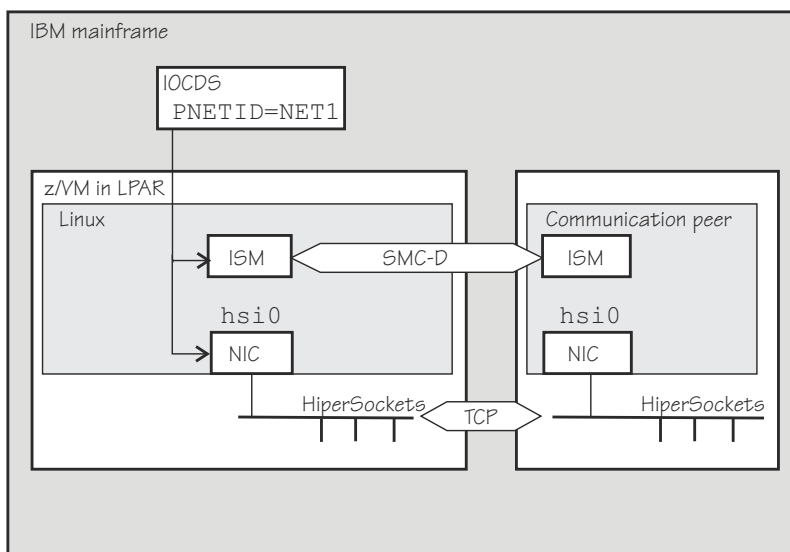 IBM mainframe
IOCDS
PNETID=NET1
z/VM in LPAR
Linux
Communication peer
ISM
SMC-D
ISM
hsi0
hsi0
NIC
NIC
HiperSockets
TCP
HiperSockets